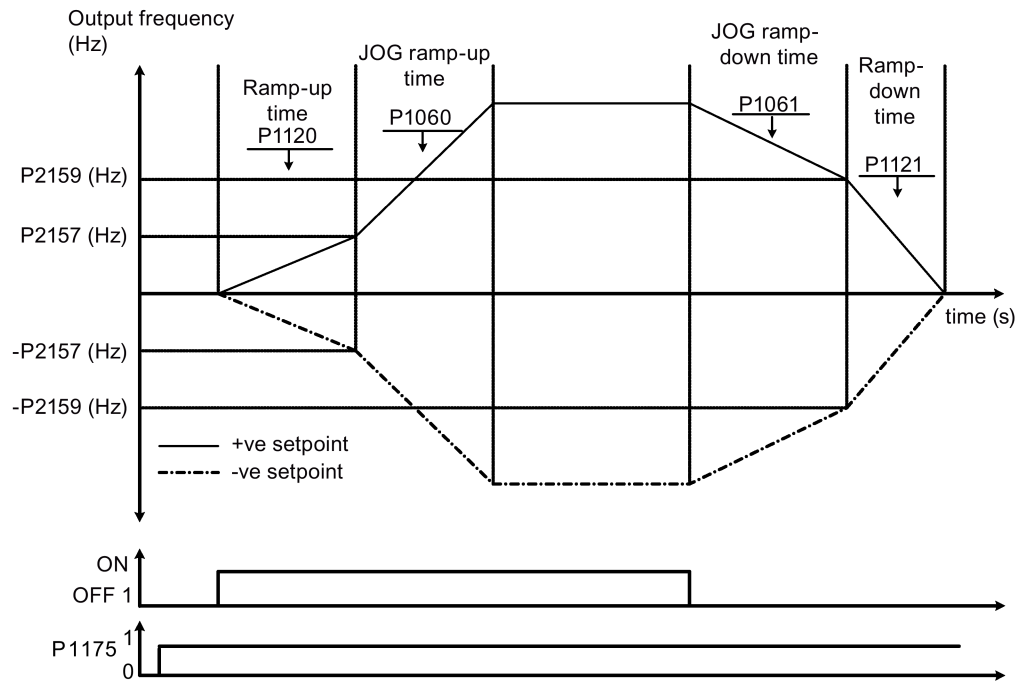 Output frequency
(Hz)
JOG ramp-up
time
P1060
JOG ramp-
down time
P1061
Ramp-up
time
P1120
Ramp-
down
time
P1121
P2159 (Hz)
P2157 (Hz)
time (s)
-P2157 (Hz)
-P2159 (Hz)
+ve setpoint
-ve setpoint
ON
OFF 1
P1175
1
0